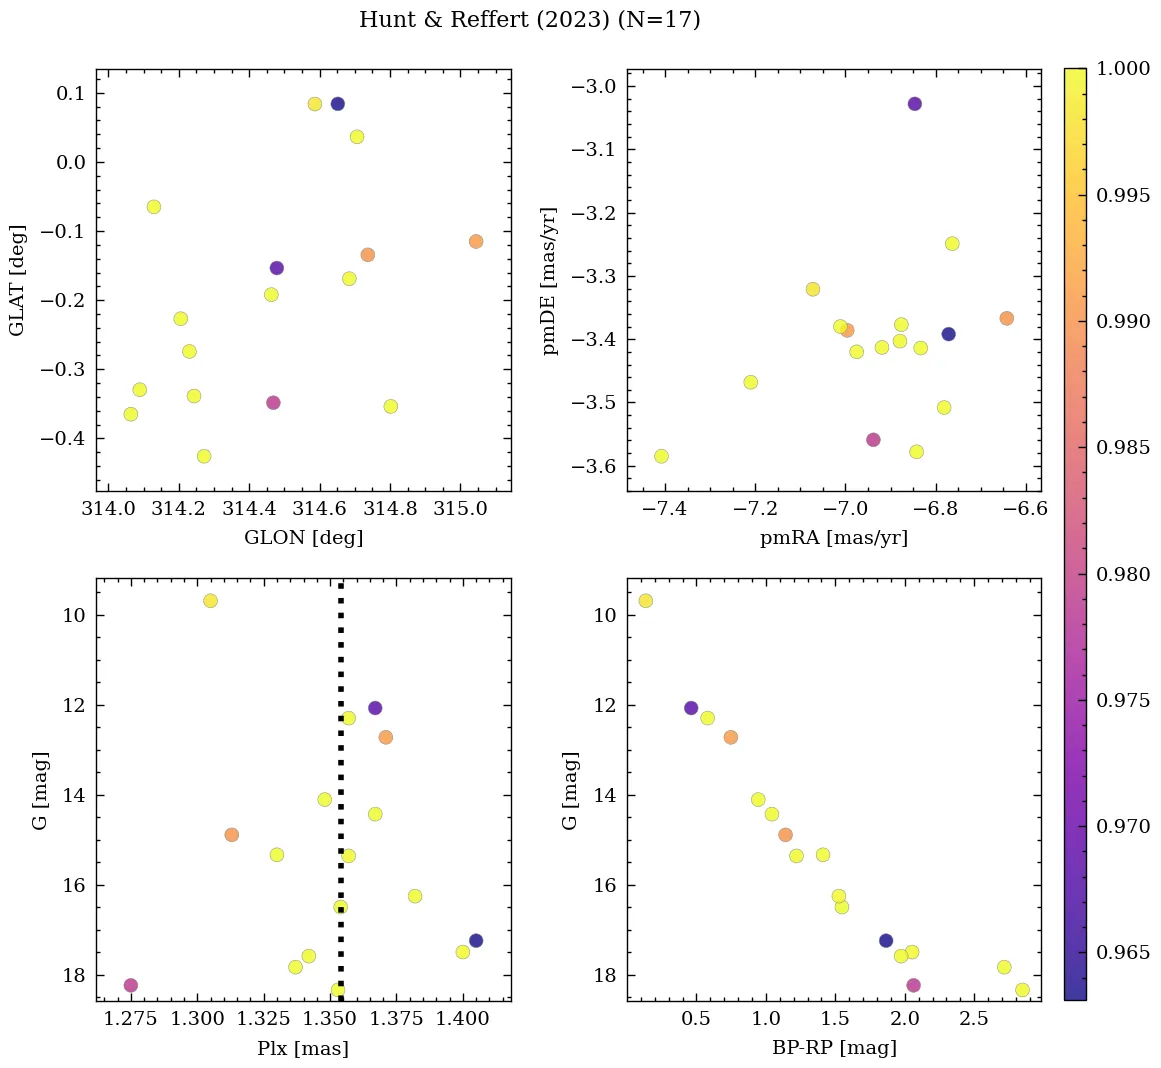 Hunt & Reffert (2023) (N=17)
0.1
0.0
−0.1
−0.2
−0.3
−0.4
GLAT [deg]
314.0 314.2 314.4 314.6 314.8 315.0
GLON [deg]
−3.0
−3.1
−3.2
−3.3
−3.4
−3.5
−3.6
pmDE [mas/yr]
−7.4 −7.2 −7.0 −6.8 −6.6
pmRA [mas/yr]
10
12
14
16
18
G [mag]
1.275 1.300 1.325 1.350 1.375 1.400
Plx [mas]
10
12
14
16
18
G [mag]
0.5 1.0 1.5 2.0 2.5
BP-RP [mag]
1.000
0.995
0.990
0.985
0.980
0.975
0.970
0.965